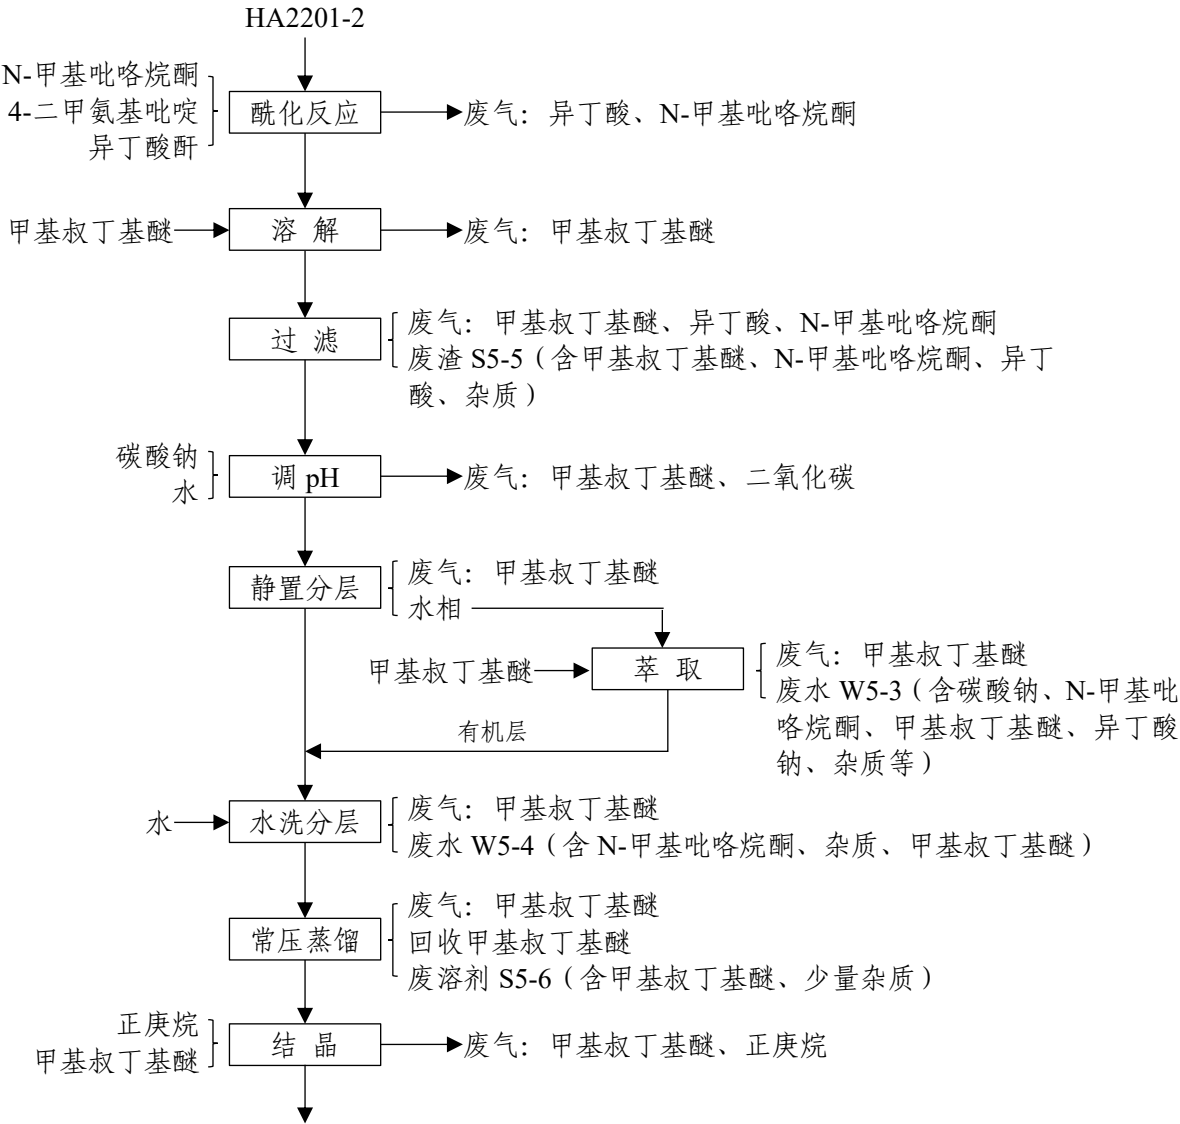 HA2201-2
N-甲基吡咯烷酮
4-二甲氨基吡啶
异丁酸酐
酰化反应
废气：异丁酸、N-甲基吡咯烷酮
甲基叔丁基醚
溶 解
废气：甲基叔丁基醚
过 滤
废气：甲基叔丁基醚、异丁酸、N-甲基吡咯烷酮
废渣 S5-5（含甲基叔丁基醚、N-甲基吡咯烷酮、异丁
酸、杂质）
碳酸钠
水
调 pH
废气：甲基叔丁基醚、二氧化碳
静置分层
废气：甲基叔丁基醚
水相
甲基叔丁基醚
萃 取
废气：甲基叔丁基醚
废水 W5-3（含碳酸钠、N-甲基吡
咯烷酮、甲基叔丁基醚、异丁酸
钠、杂质等）
有机层
水
水洗分层
废气：甲基叔丁基醚
废水 W5-4（含 N-甲基吡咯烷酮、杂质、甲基叔丁基醚）
常压蒸馏
废气：甲基叔丁基醚
回收甲基叔丁基醚
废溶剂 S5-6（含甲基叔丁基醚、少量杂质）
正庚烷
甲基叔丁基醚
结 晶
废气：甲基叔丁基醚、正庚烷